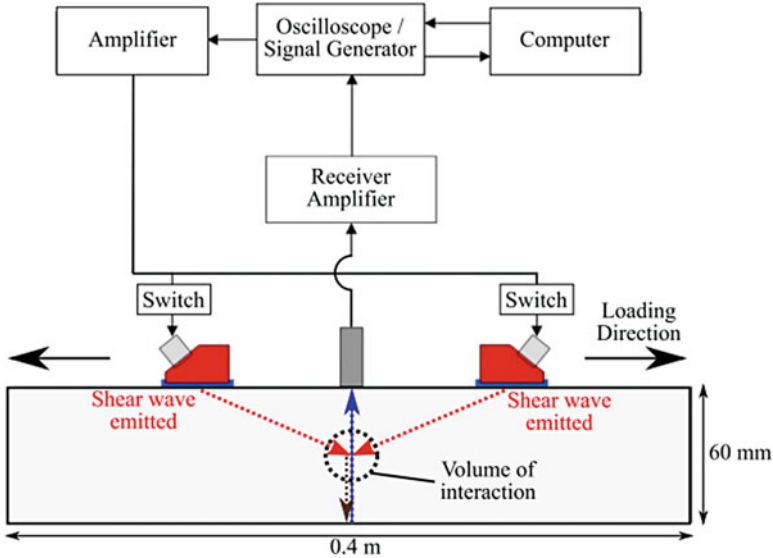 Amplifier
Oscilloscope /
Signal Generator
Computer
Receiver
Amplifier
Switch
Switch
Loading
Direction
Shear wave
emitted
Shear wave
emitted
Volume of
interaction
60 mm
0.4 m